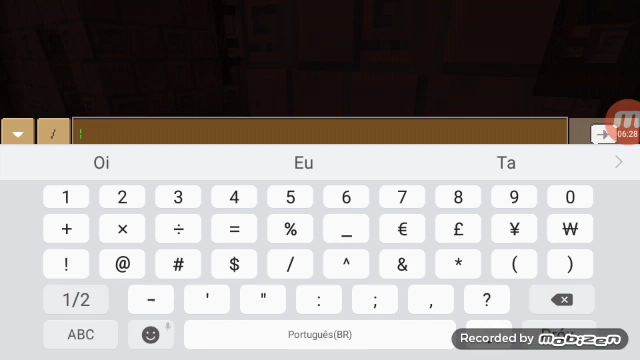 /
06:28
Oi Eu Ta
1 2 3 4 5 6 7 8 9 0
+ × ÷ = % _ € £ ¥ ₩
! @ # $ / ^ & * ( )
1/2 - ' " : ; , ?
ABC Português(BR)
Recorded by mobizen